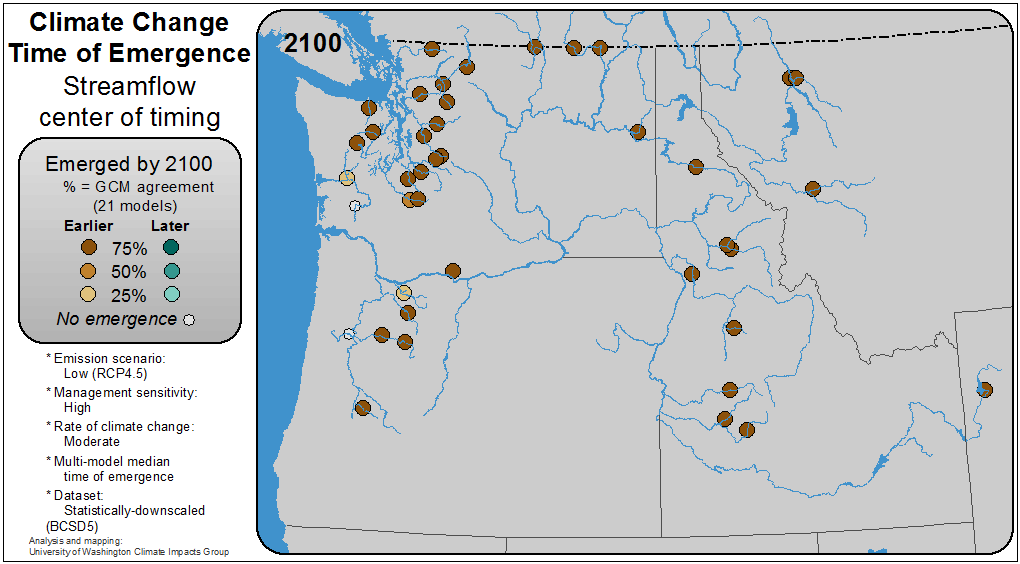 Climate Change
Time of Emergence
Streamflow
center of timing
2100
Emerged by 2100
% = GCM agreement
(21 models)
Earlier Later
75%
50%
25%
No emergence
* Emission scenario:
Low (RCP4.5)
* Management sensitivity:
High
* Rate of climate change:
Moderate
* Multi-model median
time of emergence
* Dataset:
Statistically-downscaled
(BCSD5)
Analysis and mapping:
University of Washington Climate Impacts Group